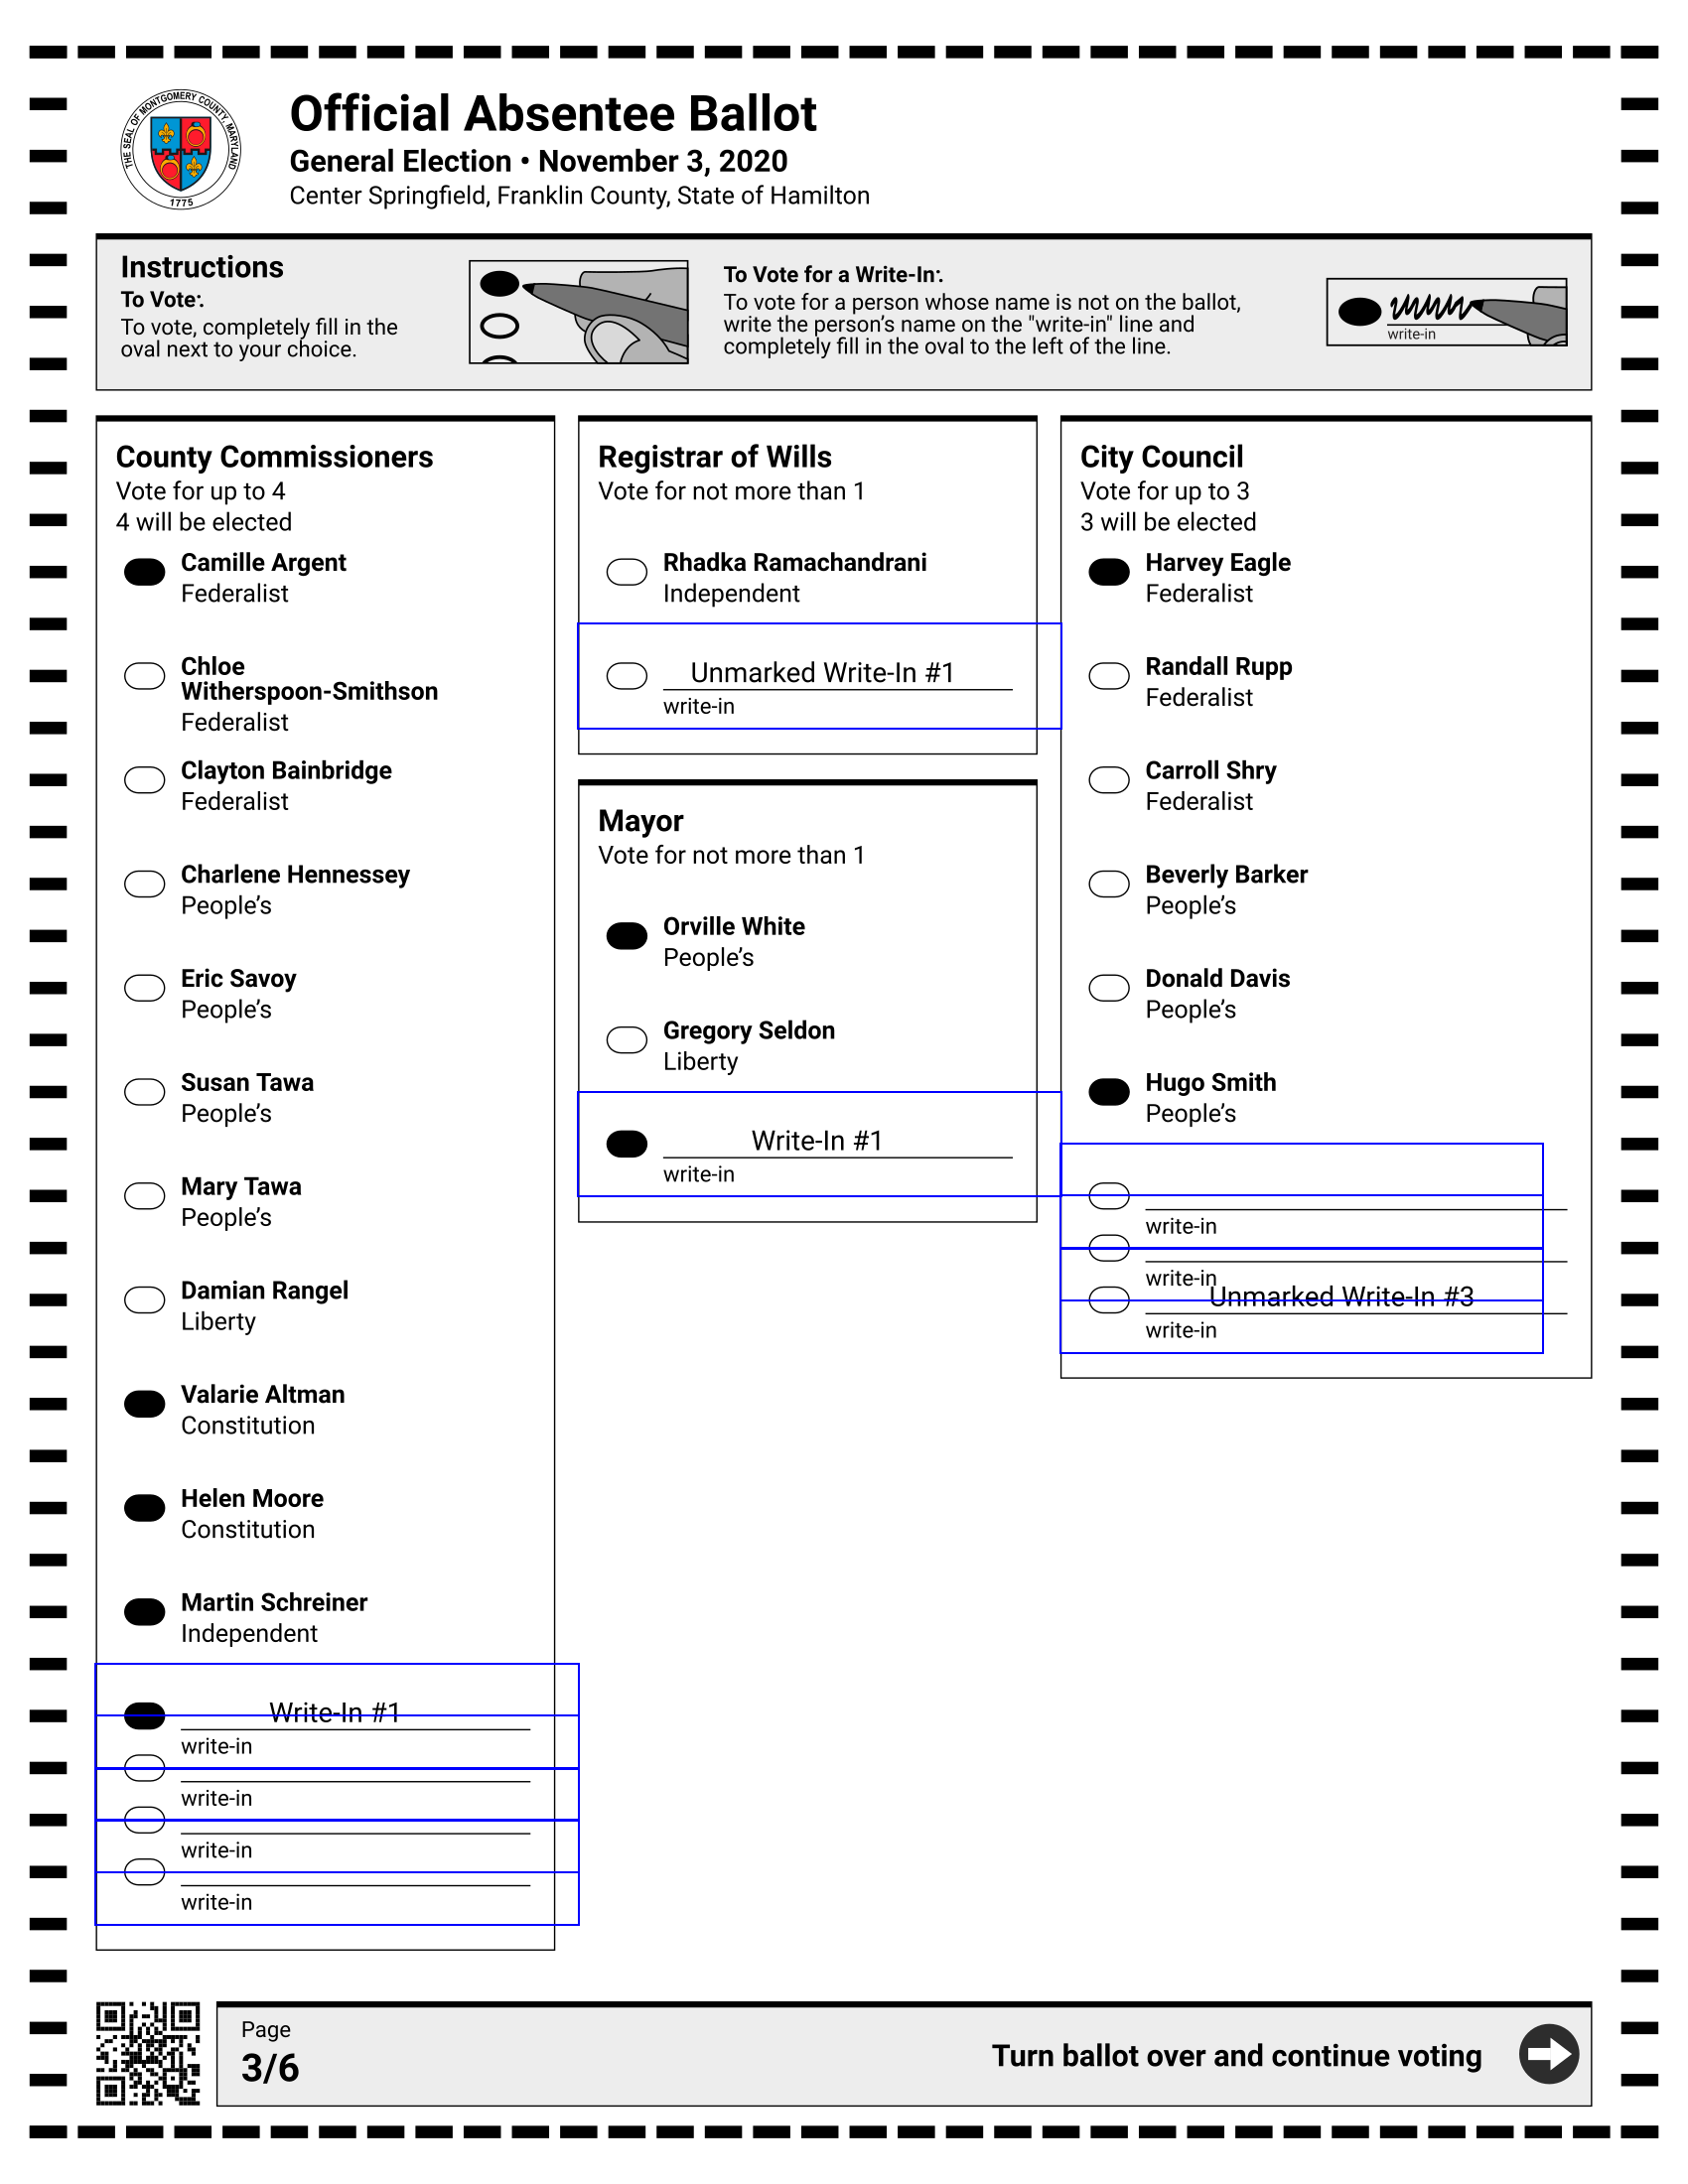 THE SEAL OF MONTGOMERY COUNTY, MARYLAND
1775
Official Absentee Ballot
General Election • November 3, 2020
Center Springfield, Franklin County, State of Hamilton
Instructions
To Vote:
To vote, completely fill in the
oval next to your choice.
To Vote for a Write-In:
To vote for a person whose name is not on the ballot,
write the person's name on the "write-in" line and
completely fill in the oval to the left of the line.
write-in
County Commissioners
Vote for up to 4
4 will be elected
Camille Argent
Federalist
Chloe
Witherspoon-Smithson
Federalist
Clayton Bainbridge
Federalist
Charlene Hennessey
People’s
Eric Savoy
People’s
Susan Tawa
People’s
Mary Tawa
People’s
Damian Rangel
Liberty
Valarie Altman
Constitution
Helen Moore
Constitution
Martin Schreiner
Independent
Write-In #1
write-in
write-in
write-in
write-in
Registrar of Wills
Vote for not more than 1
Rhadka Ramachandrani
Independent
Unmarked Write-In #1
write-in
Mayor
Vote for not more than 1
Orville White
People’s
Gregory Seldon
Liberty
Write-In #1
write-in
City Council
Vote for up to 3
3 will be elected
Harvey Eagle
Federalist
Randall Rupp
Federalist
Carroll Shry
Federalist
Beverly Barker
People’s
Donald Davis
People’s
Hugo Smith
People’s
write-in
write-in
Unmarked Write-In #3
write-in
Page
3/6
Turn ballot over and continue voting